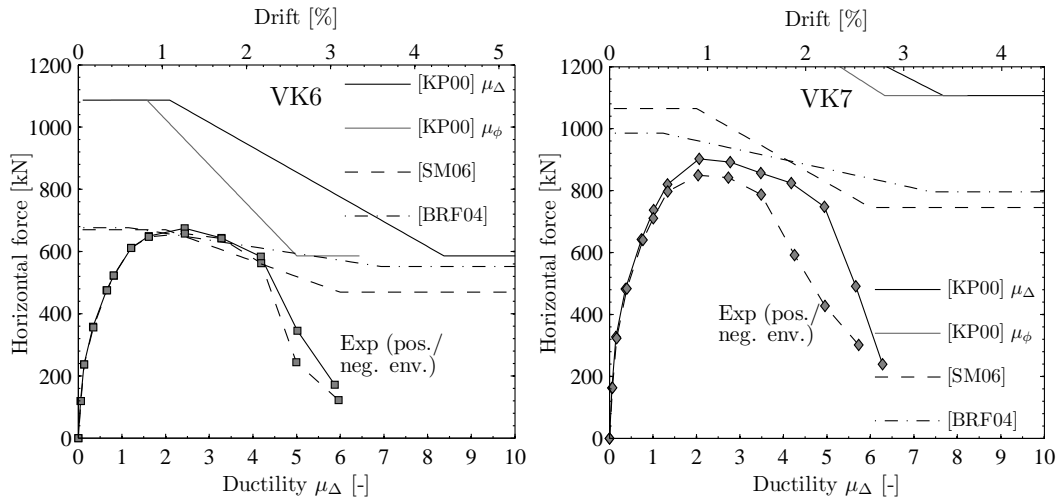 Drift [%]
0 1 2 3 4 5
VK6
[KP00] μΔ
[KP00] μϕ
[SM06]
[BRF04]
Exp (pos./
neg. env.)
Horizontal force [kN]
1200
1000
800
600
400
200
0
0 1 2 3 4 5 6 7 8 9 10
Ductility μΔ [-]
Drift [%]
0 1 2 3 4
VK7
Exp (pos./
neg. env.)
[KP00] μΔ
[KP00] μϕ
[SM06]
[BRF04]
Horizontal force [kN]
1200
1000
800
600
400
200
0
0 1 2 3 4 5 6 7 8 9 10
Ductility μΔ [-]